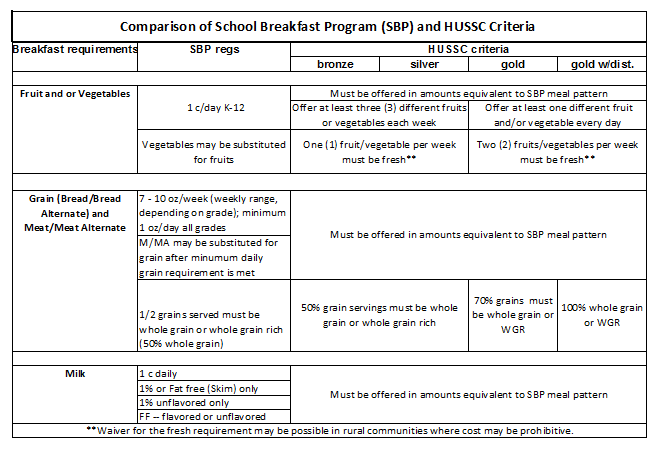 Comparison of School Breakfast Program (SBP) and HUSSC Criteria
Breakfast requirements SBP regs HUSSC criteria
bronze silver gold gold w/dist.
Fruit and or Vegetables
1 c/day K-12
Must be offered in amounts equivalent to SBP meal pattern
Offer at least three (3) different fruits
or vegetables each week
Offer at least one different fruit
and/or vegetable every day
Vegetables may be substituted
for fruits
One (1) fruit/vegetable per week
must be fresh**
Two (2) fruits/vegetables per week
must be fresh**
Grain (Bread/Bread
Alternate) and
Meat/Meat Alternate
7 - 10 oz/week (weekly range,
depending on grade); minimum
1 oz/day all grades
M/MA may be substituted for
grain after minumum daily
grain requirement is met
Must be offered in amounts equivalent to SBP meal pattern
1/2 grains served must be
whole grain or whole grain rich
(50% whole grain)
50% grain servings must be whole
grain or whole grain rich
70% grains must
be whole grain or
WGR
100% whole grain
or WGR
Milk
1 c daily
1% or Fat free (Skim) only
1% unflavored only
FF -- flavored or unflavored
Must be offered in amounts equivalent to SBP meal pattern
**Waiver for the fresh requirement may be possible in rural communities where cost may be prohibitive.